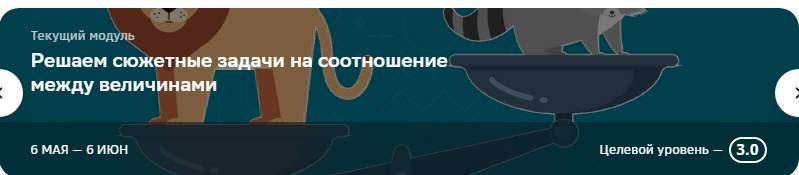 Текущий модуль
Решаем сюжетные задачи на соотношение
между величинами
6 МАЯ — 6 ИЮН
Целевой уровень — 3.0